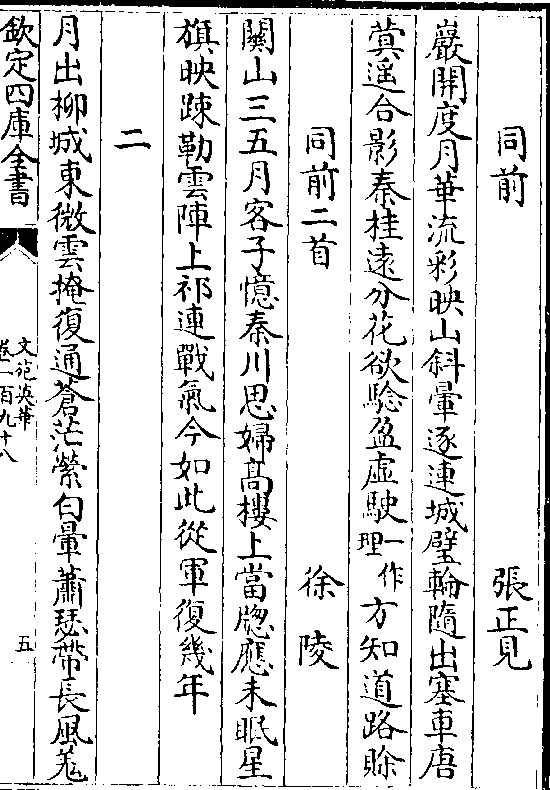 同前 張正見
巖開度月華流彩映山斜暈逐連城璧輪隨出塞車唐
蓂遥合影秦桂遠分花欲驗盈虛駛一作理方知道路賒
同前二首 徐陵
關山三五月客子憶秦川思婦髙樓上當牎應未眠星
旗映踈勒雲陣上祁連戰氣今如此從軍復幾年
二
月出柳城東微雲掩復通蒼茫縈白暈蕭瑟帶長風羌
欽定四庫全書
文苑英華
卷一百九十八
五